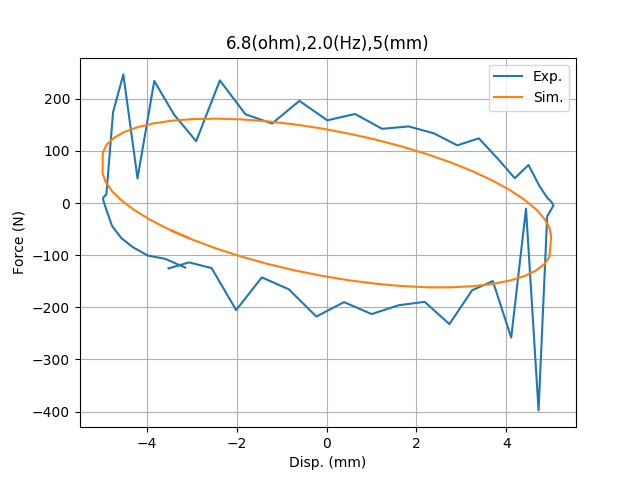 6.8(ohm),2.0(Hz),5(mm)
Exp.
Sim.
200
100
0
−100
−200
−300
−400
Force (N)
−4 −2 0 2 4
Disp. (mm)